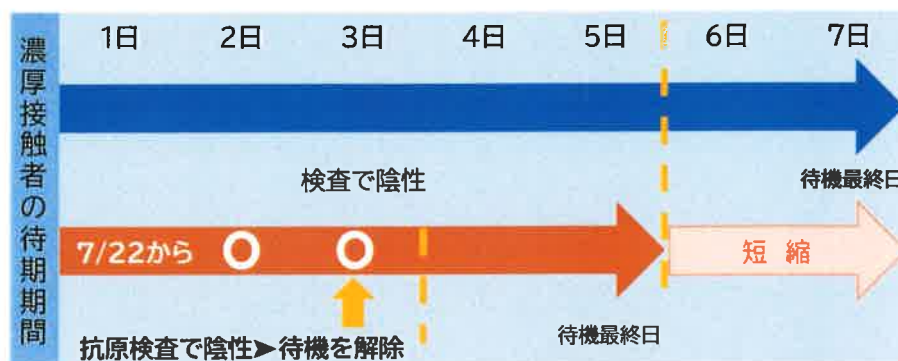 濃厚接触者の待期期間
1日 2日 3日 4日 5日 6日 7日
検査で陰性
待機最終日
7/22から
短縮
待機最終日
抗原検査で陰性➤待機を解除